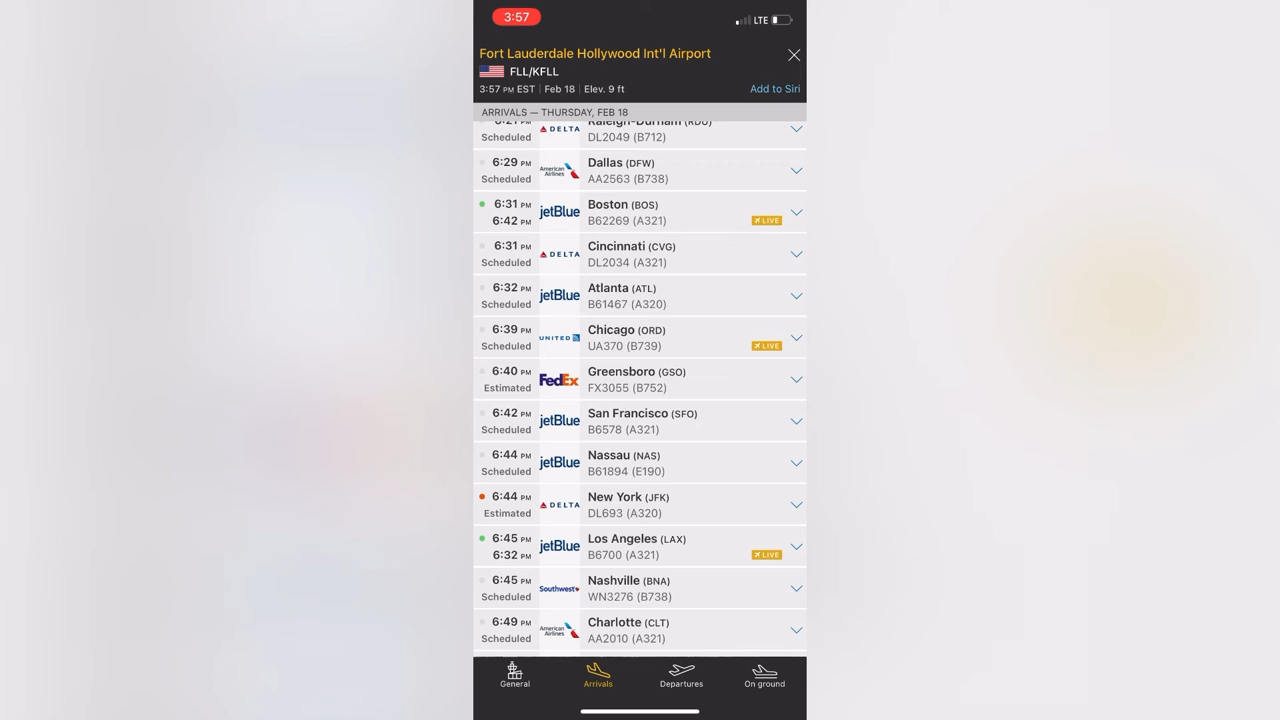 3:57
LTE
Fort Lauderdale Hollywood Int'l Airport
FLL/KFLL
3:57 PM EST | Feb 18 | Elev. 9 ft
Add to Siri
ARRIVALS — THURSDAY, FEB 18
6:21 PM
Raleigh-Durham (RDU)
Scheduled
DELTA
DL2049 (B712)
6:29 PM
Dallas (DFW)
Scheduled
American Airlines
AA2563 (B738)
6:31 PM
Boston (BOS)
6:42 PM
jetBlue
B62269 (A321)
LIVE
6:31 PM
Cincinnati (CVG)
Scheduled
DELTA
DL2034 (A321)
6:32 PM
Atlanta (ATL)
Scheduled
jetBlue
B61467 (A320)
6:39 PM
Chicago (ORD)
Scheduled
UNITED
UA370 (B739)
LIVE
6:40 PM
Greensboro (GSO)
Estimated
FedEx
FX3055 (B752)
6:42 PM
San Francisco (SFO)
Scheduled
jetBlue
B6578 (A321)
6:44 PM
Nassau (NAS)
Scheduled
jetBlue
B61894 (E190)
6:44 PM
New York (JFK)
Estimated
DELTA
DL693 (A320)
6:45 PM
Los Angeles (LAX)
6:32 PM
jetBlue
B6700 (A321)
LIVE
6:45 PM
Nashville (BNA)
Scheduled
Southwest
WN3276 (B738)
6:49 PM
Charlotte (CLT)
Scheduled
American Airlines
AA2010 (A321)
General
Arrivals
Departures
On ground